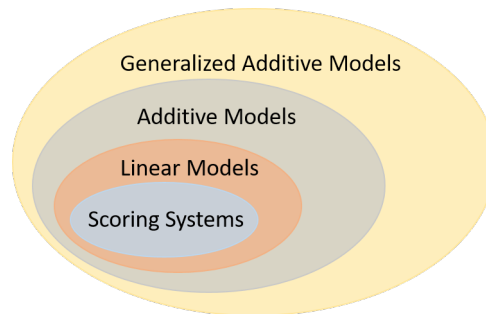 Generalized Additive Models
Additive Models
Linear Models
Scoring Systems